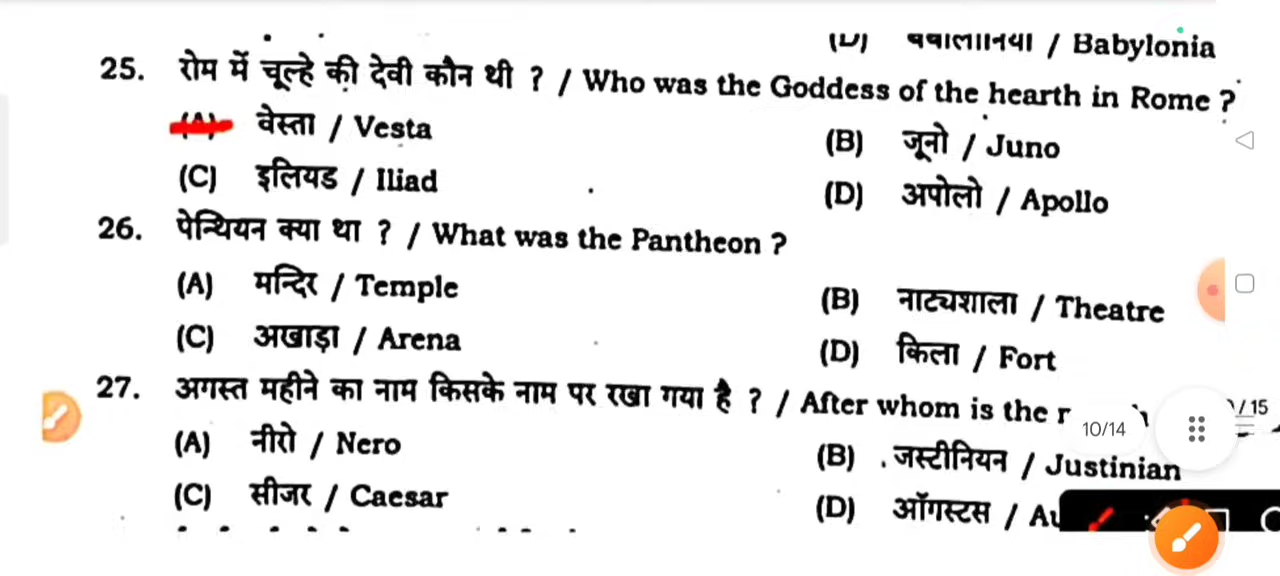 (D) बेबीलोनिया / Babylonia
25. रोम में चूल्हे की देवी कौन थी ? / Who was the Goddess of the hearth in Rome ?
(A) वेस्ता / Vesta
(B) जूनो / Juno
(C) इलियड / Iliad
(D) अपोलो / Apollo
26. पेन्थियन क्या था ? / What was the Pantheon ?
(A) मन्दिर / Temple
(B) नाट्यशाला / Theatre
(C) अखाड़ा / Arena
(D) किला / Fort
27. अगस्त महीने का नाम किसके नाम पर रखा गया है ? / After whom is the
10/14
/ 15
(A) नीरो / Nero
(B) जस्टीनियन / Justinian
(C) सीजर / Caesar
(D) ऑगस्टस /